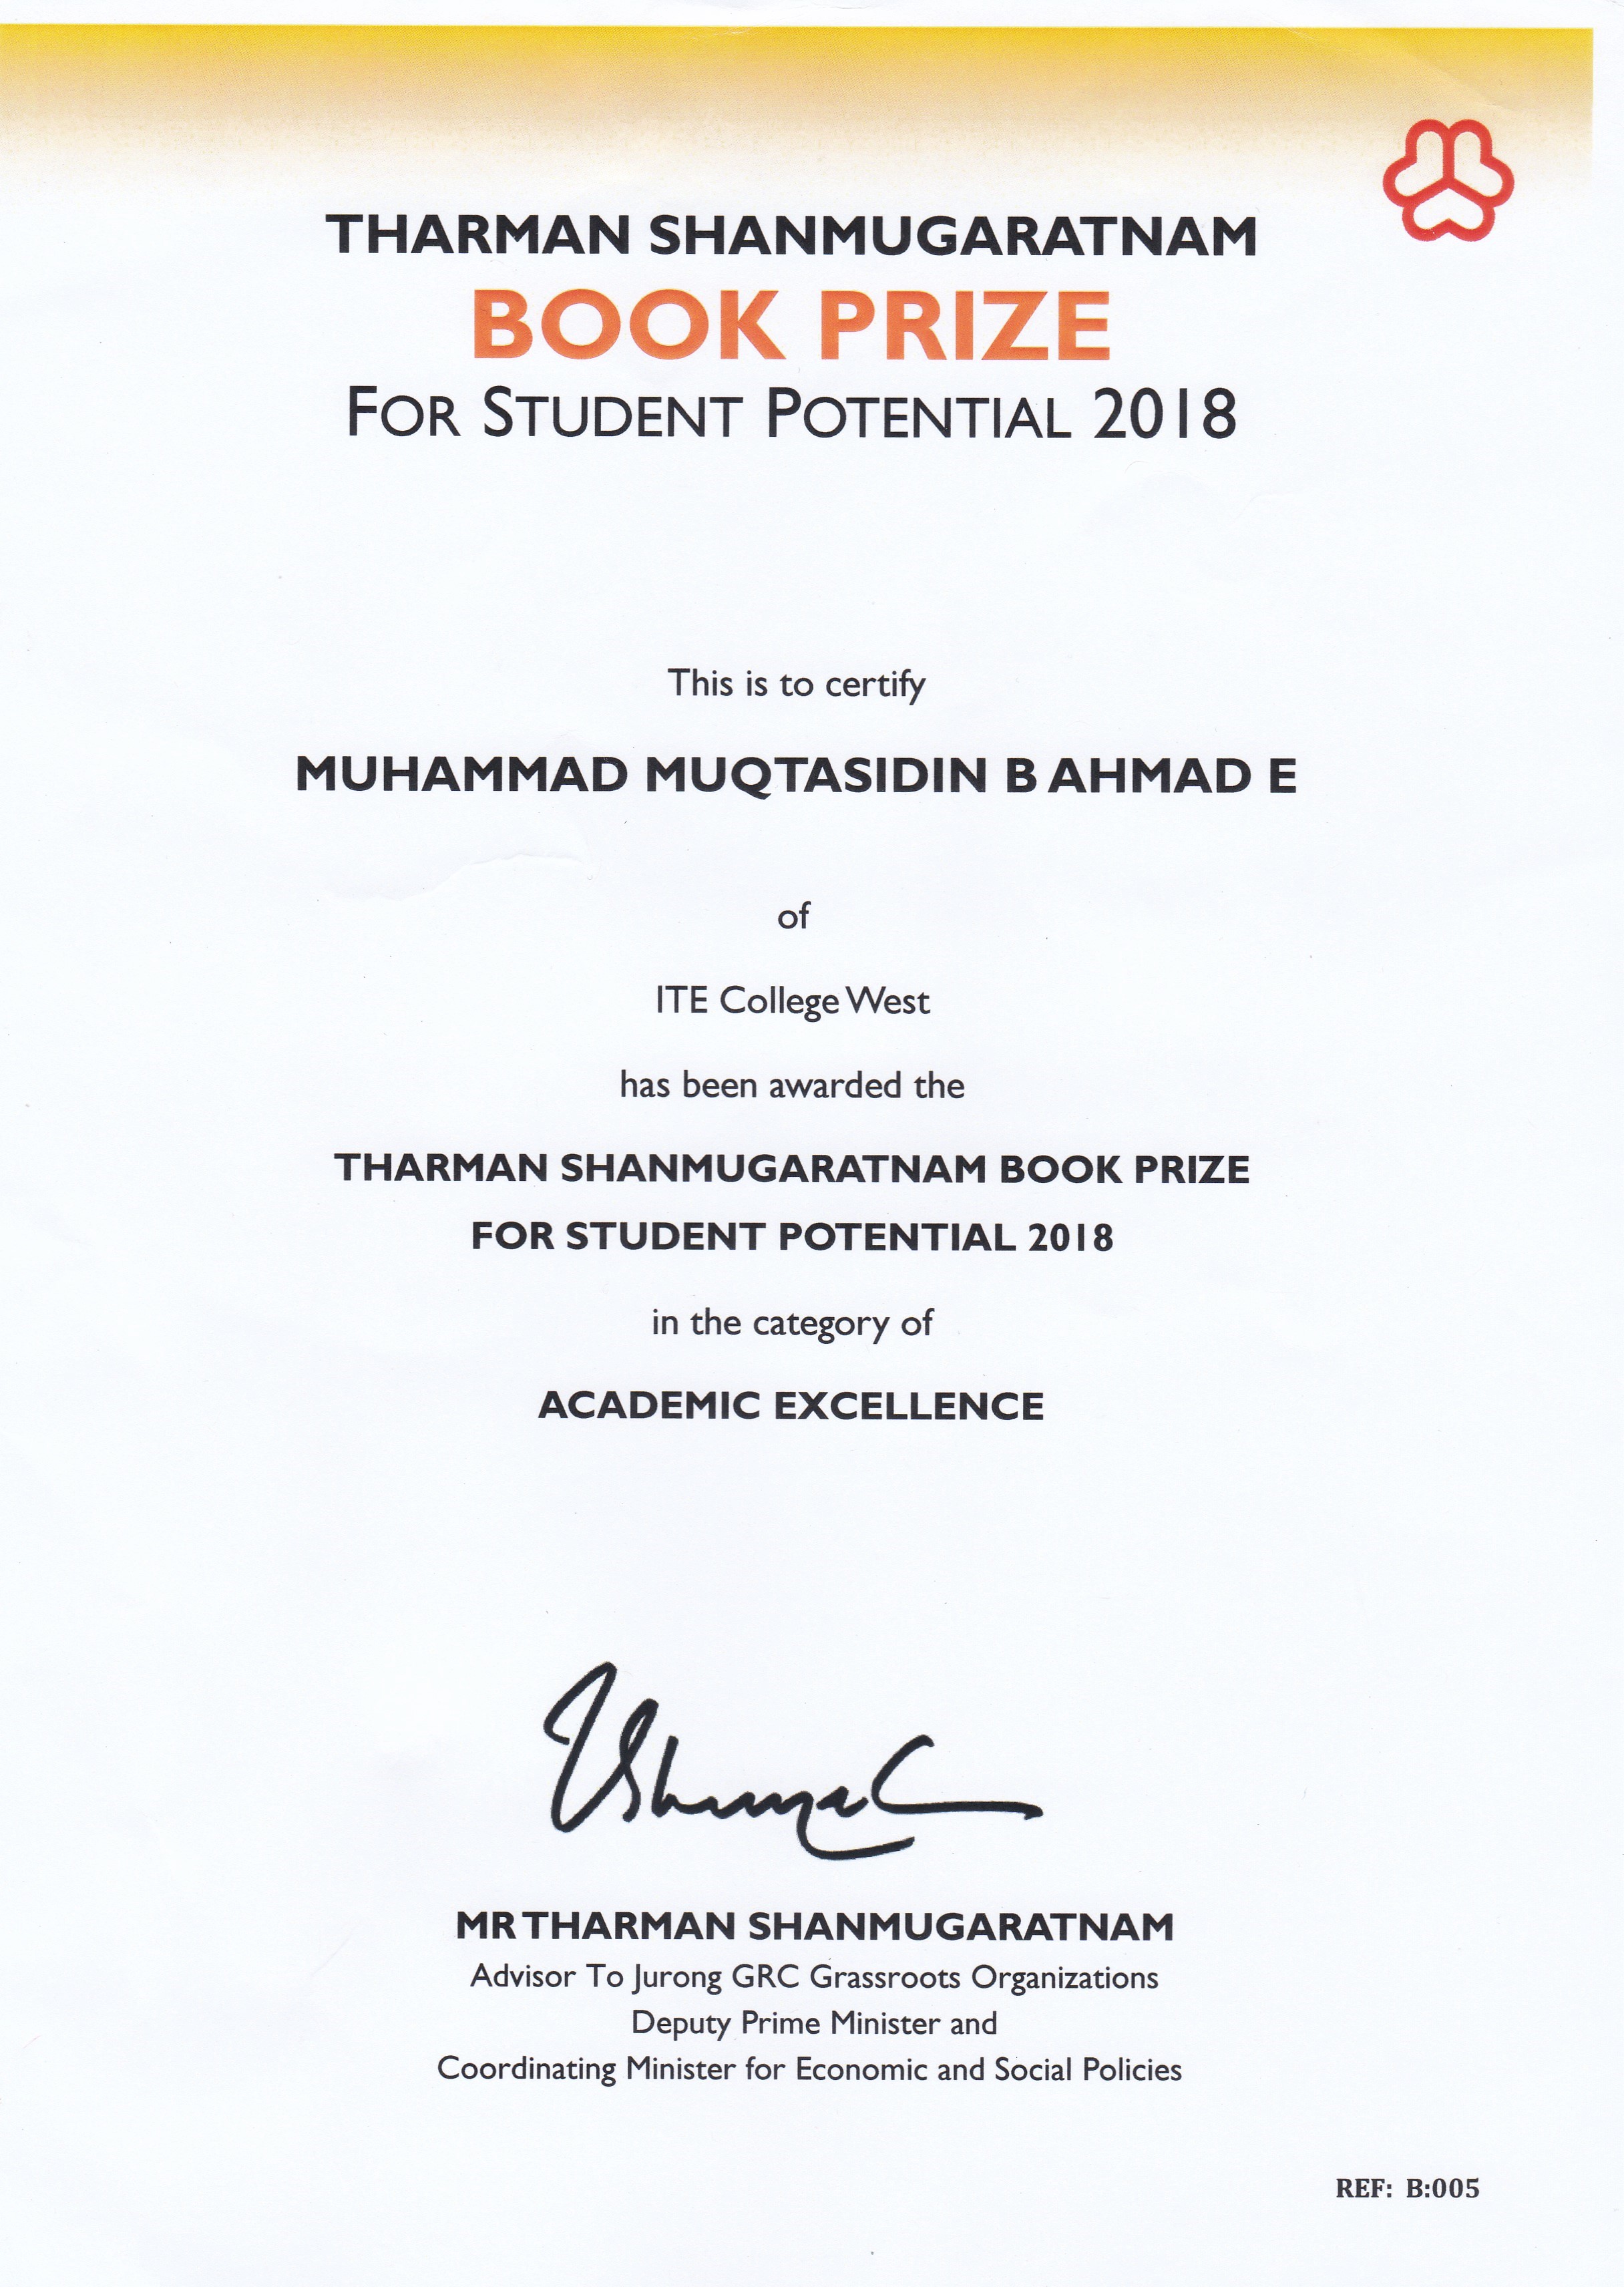 THARMAN SHANMUGARATNAM
BOOK PRIZE
FOR STUDENT POTENTIAL 2018
This is to certify
MUHAMMAD MUQTASIDIN B AHMAD E
of
ITE College West
has been awarded the
THARMAN SHANMUGARATNAM BOOK PRIZE
FOR STUDENT POTENTIAL 2018
in the category of
ACADEMIC EXCELLENCE
MR THARMAN SHANMUGARATNAM
Advisor To Jurong GRC Grassroots Organizations
Deputy Prime Minister and
Coordinating Minister for Economic and Social Policies
REF: B:005